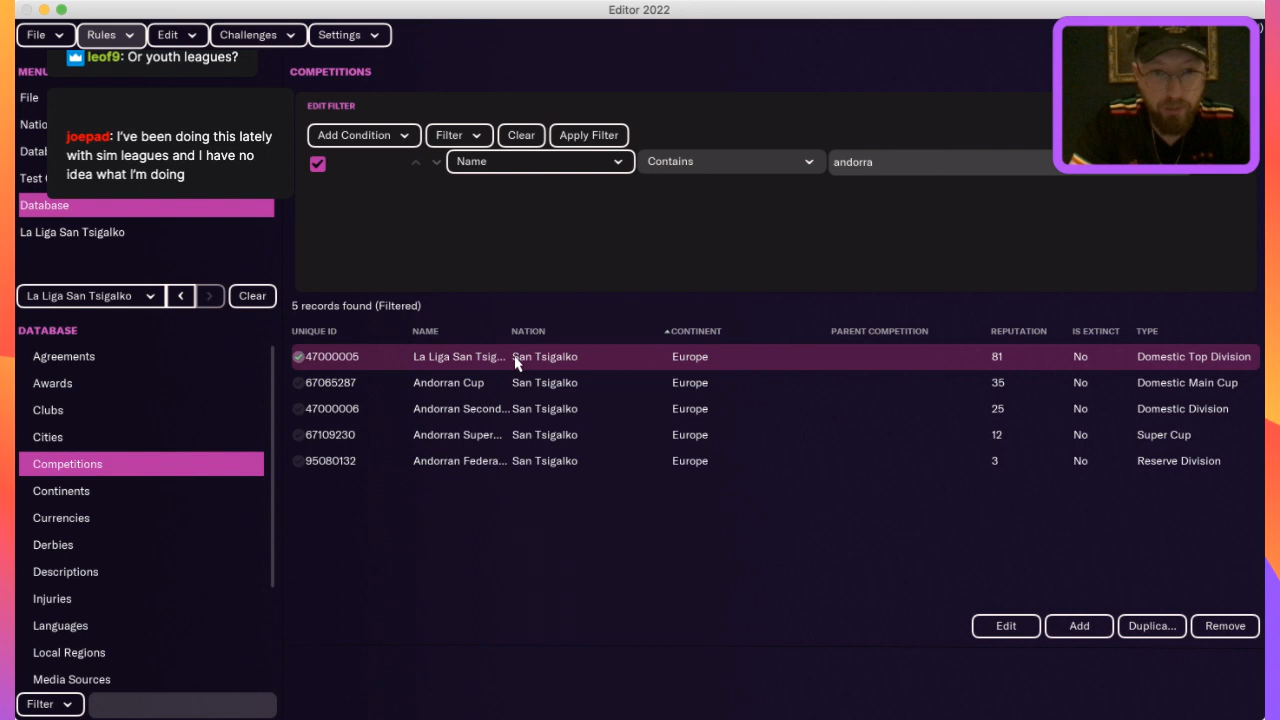 Editor 2022
File
Rules
Edit
Challenges
Settings
leof9: Or youth leagues?
MENU
File
joepad: I've been doing this lately
with sim leagues and I have no
idea what I'm doing
Database
La Liga San Tsigalko
La Liga San Tsigalko
Clear
DATABASE
Agreements
Awards
Clubs
Cities
Competitions
Continents
Currencies
Derbies
Descriptions
Injuries
Languages
Local Regions
Media Sources
Filter
COMPETITIONS
EDIT FILTER
Add Condition
Filter
Clear
Apply Filter
Name
Contains
andorra
5 records found (Filtered)
UNIQUE ID NAME NATION CONTINENT PARENT COMPETITION REPUTATION IS EXTINCT TYPE
47000005 La Liga San Tsig... San Tsigalko Europe 81 No Domestic Top Division
67065287 Andorran Cup San Tsigalko Europe 35 No Domestic Main Cup
47000006 Andorran Second... San Tsigalko Europe 25 No Domestic Division
67109230 Andorran Super... San Tsigalko Europe 12 No Super Cup
95080132 Andorran Federa... San Tsigalko Europe 3 No Reserve Division
Edit
Add
Duplica...
Remove